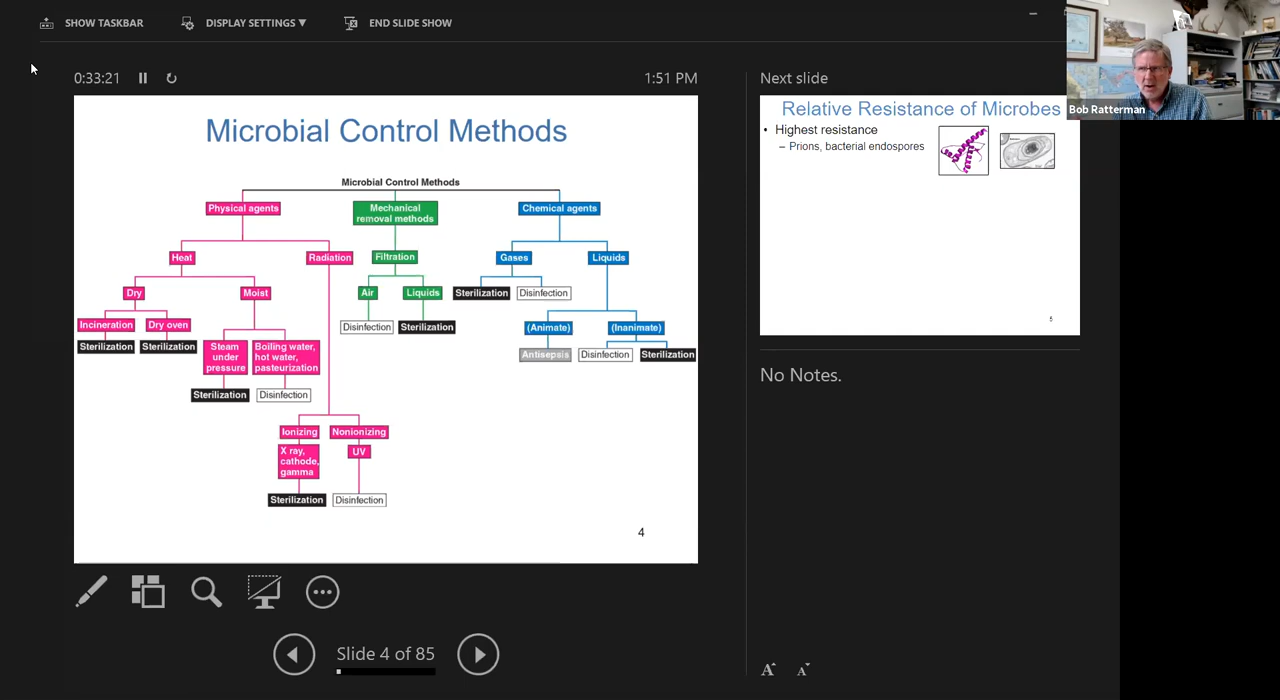 SHOW TASKBAR
DISPLAY SETTINGS ▼
END SLIDE SHOW
0:33:21
1:51 PM
Next slide
Bob Ratterman
Microbial Control Methods
Microbial Control Methods
Physical agents
Mechanical
removal methods
Chemical agents
Heat
Radiation
Filtration
Gases
Liquids
Dry
Moist
Air
Liquids
Sterilization
Disinfection
Incineration
Dry oven
Disinfection
Sterilization
(Animate)
(Inanimate)
Sterilization
Sterilization
Steam
under
pressure
Boiling water,
hot water,
pasteurization
Antisepsis
Disinfection
Sterilization
Sterilization
Disinfection
Ionizing
Nonionizing
X ray,
cathode,
gamma
UV
Sterilization
Disinfection
4
Relative Resistance of Microbes
• Highest resistance
– Prions, bacterial endospores
5
No Notes.
Slide 4 of 85
A
A